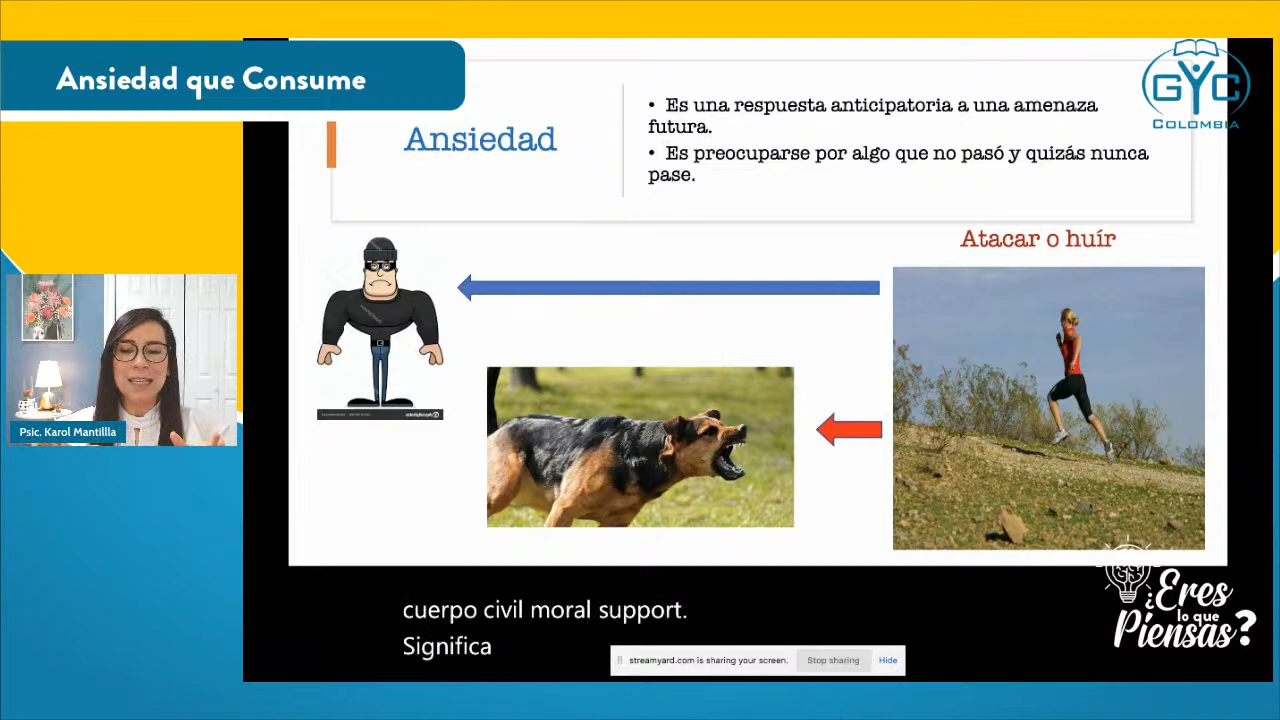 Ansiedad que Consume
GYC
COLOMBIA
Ansiedad
• Es una respuesta anticipatoria a una amenaza
futura.
• Es preocuparse por algo que no pasó y quizás nunca
pase.
Atacar o huír
Psic. Karol Mantillla
cuerpo civil moral support.
Significa
streamyard.com is sharing your screen.
Stop sharing
Hide
¿Eres
lo que
Piensas?